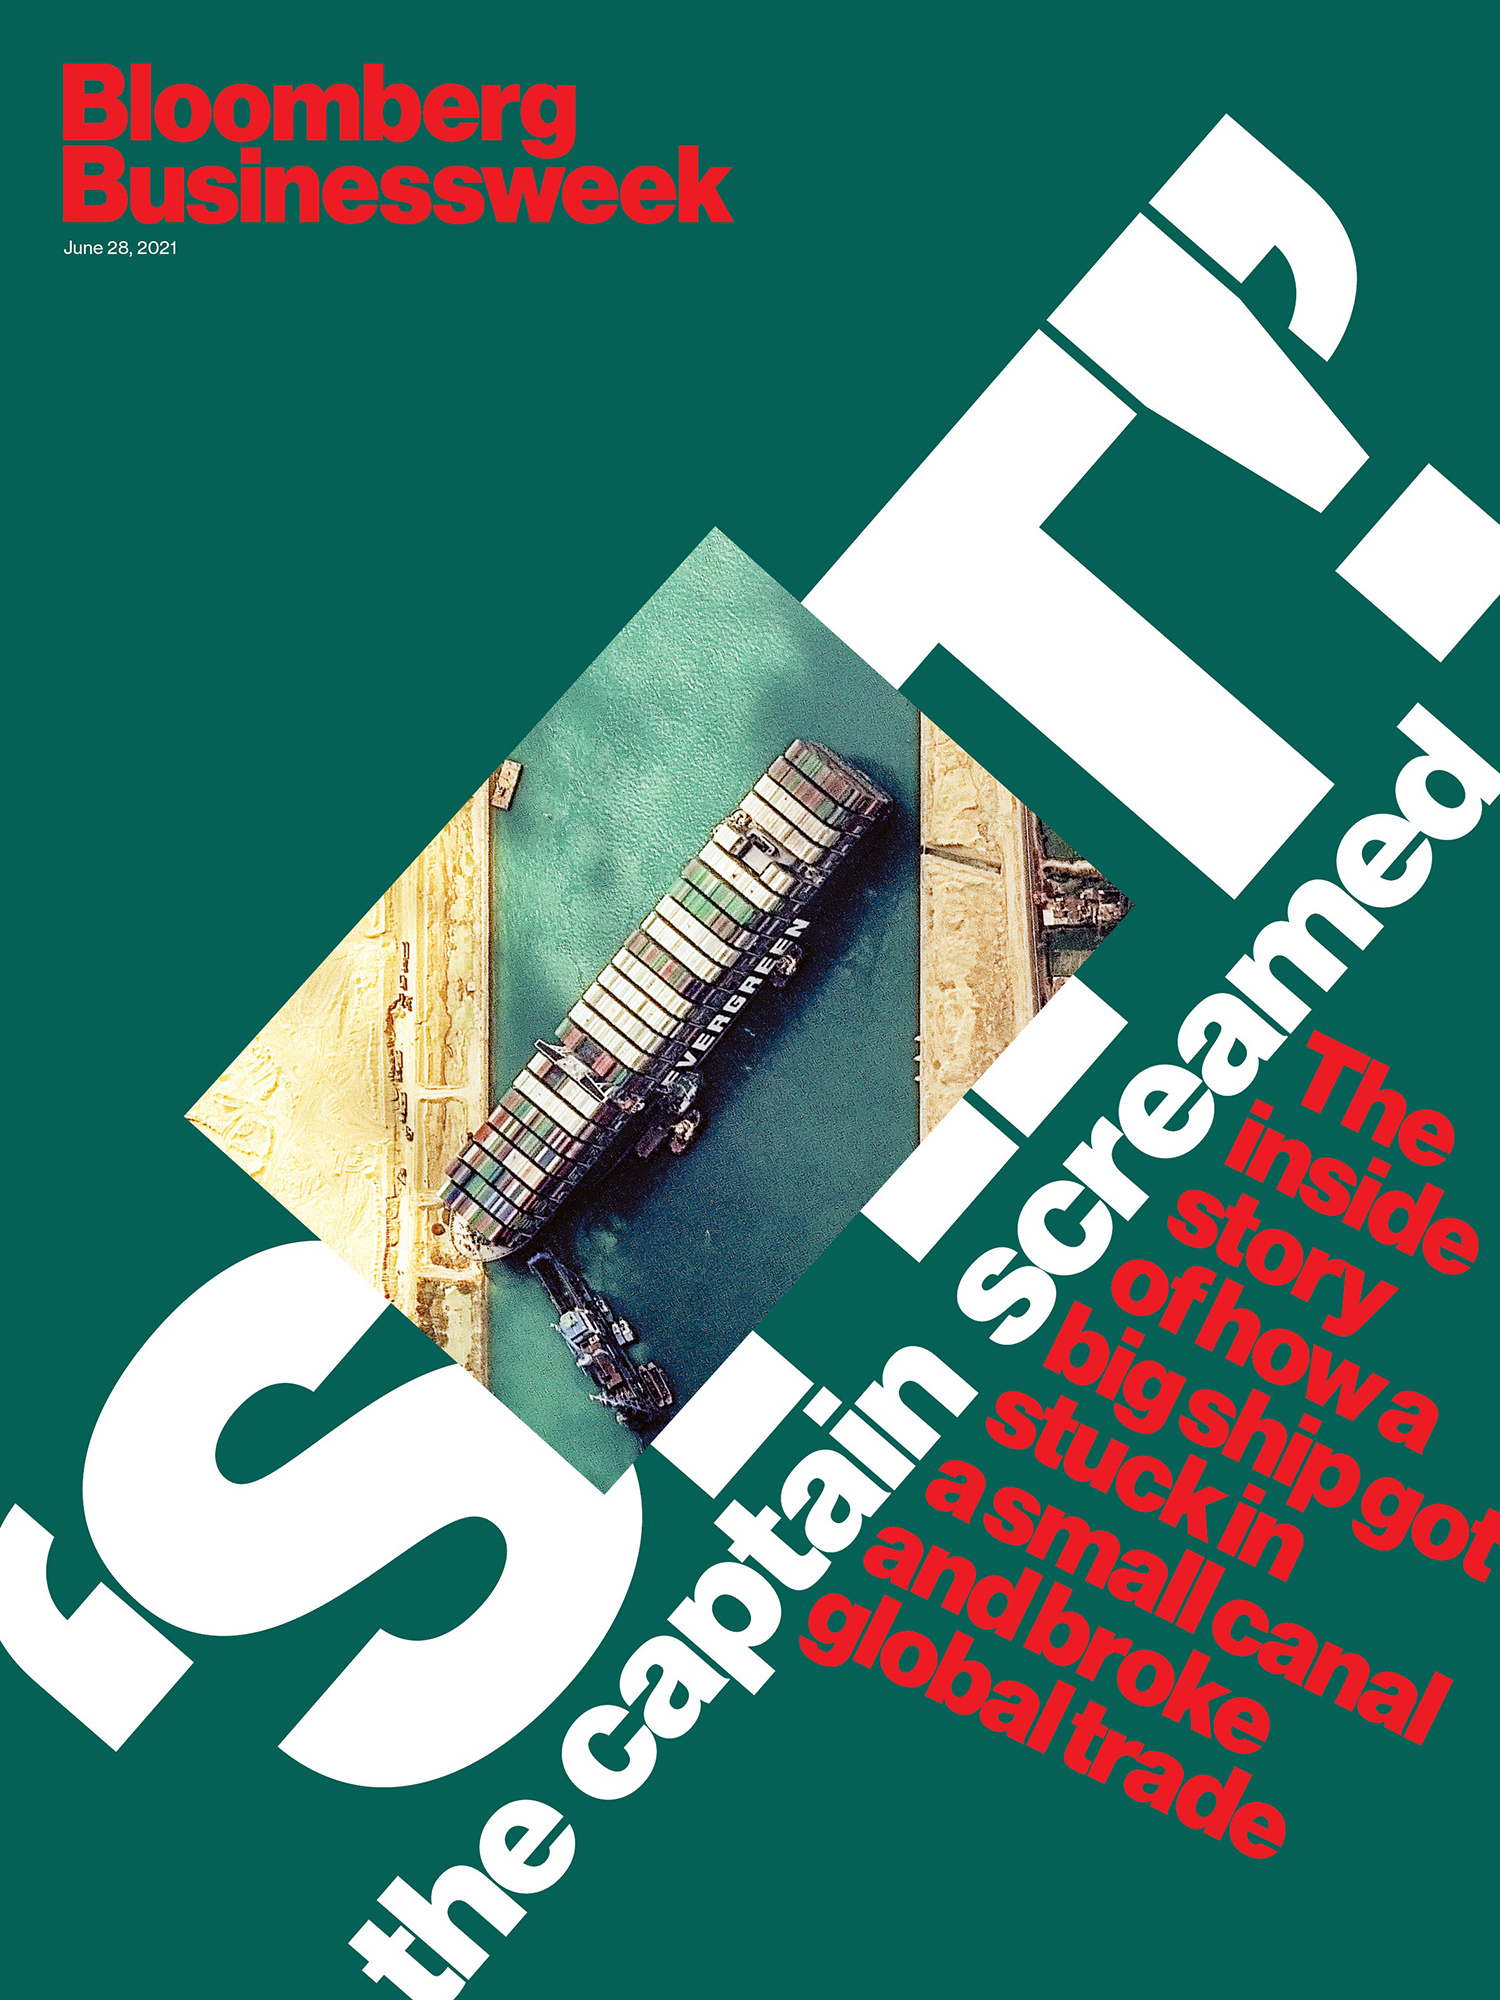 Bloomberg
Businessweek
June 28, 2021
‘SHIT!’
EVERGREEN
the captain screamed
The
inside
story
of how a
big ship got
stuck in
a small canal
and broke
global trade